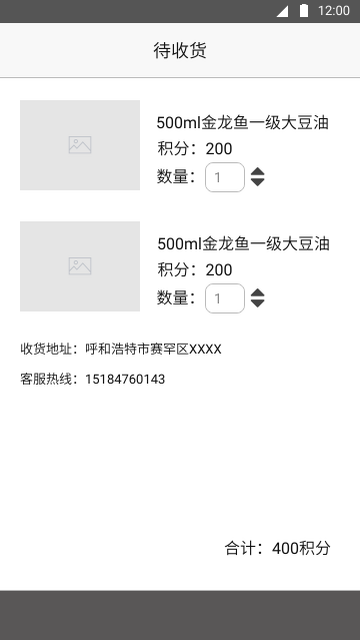 12:00
待收货
500ml金龙鱼一级大豆油
积分：200
数量： 1
500ml金龙鱼一级大豆油
积分：200
数量： 1
收货地址：呼和浩特市赛罕区XXXX
客服热线：15184760143
合计：400积分